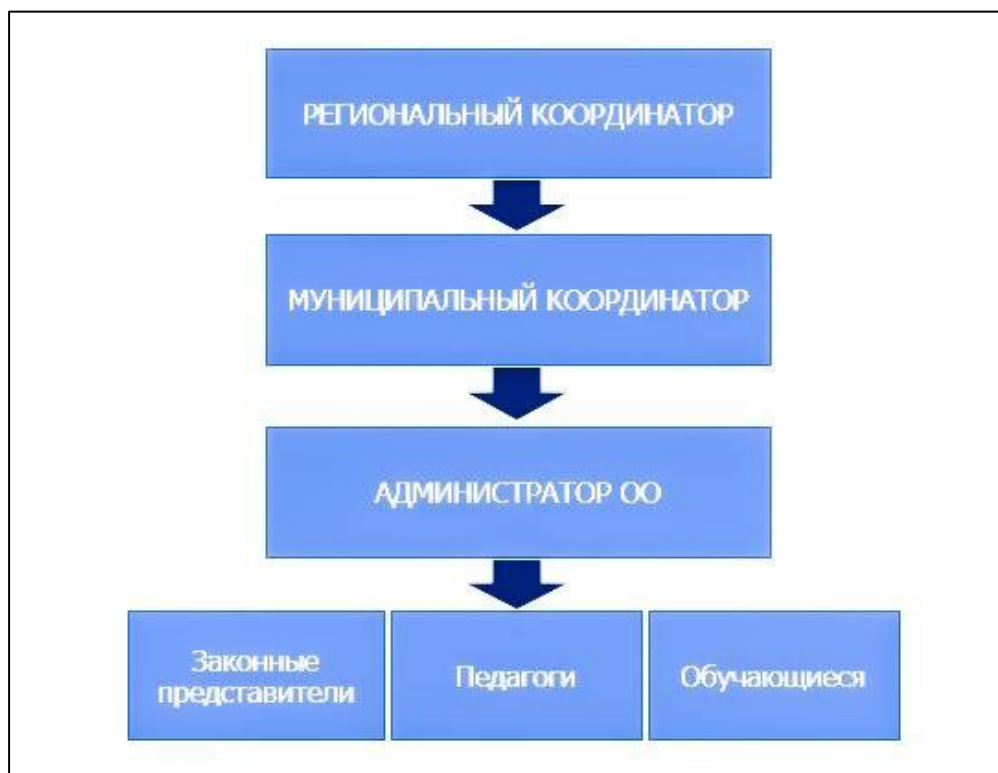 РЕГИОНАЛЬНЫЙ КООРДИНАТОР
МУНИЦИПАЛЬНЫЙ КООРДИНАТОР
АДМИНИСТРАТОР ОО
Законные
представители
Педагоги
Обучающиеся